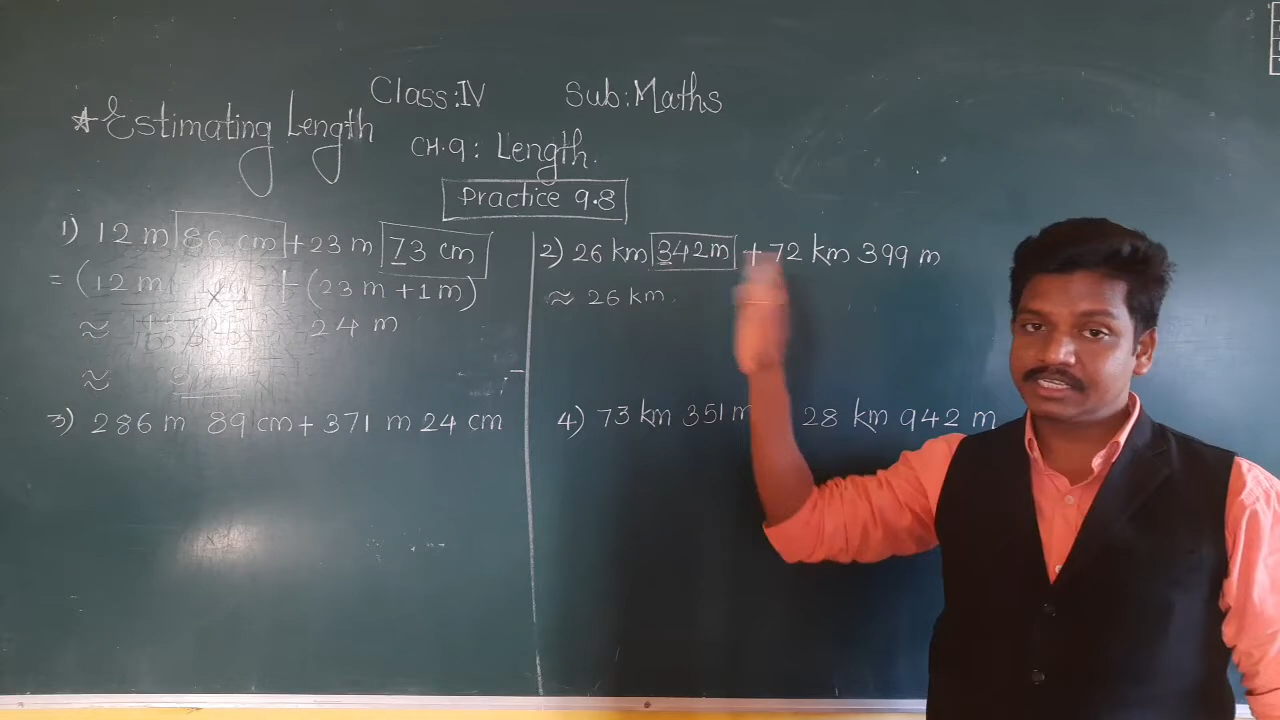 Class:IV Sub:Maths
* Estimating Length
CH.9: Length.
Practice 9.8
1) 12 m 86 cm + 23 m 73 cm
= (12 m + (23 m + 1 m)
≈ 24 m
≈
2) 26 km 342 m + 72 km 399 m
≈ 26 km.
3) 286 m 89 cm + 371 m 24 cm
4) 73 km 351 m 28 km 942 m